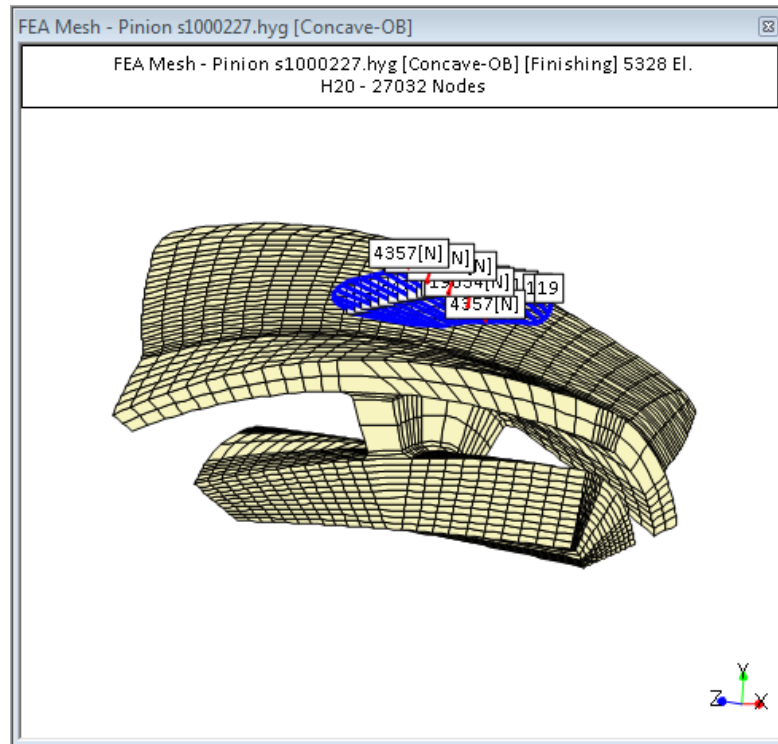 FEA Mesh - Pinion s1000227.hyg [Concave-OB]
FEA Mesh - Pinion s1000227.hyg [Concave-OB] [Finishing] 5328 El.
H20 - 27032 Nodes
4357[N]
N]
N]
119
4357[N]
Y
Z
X